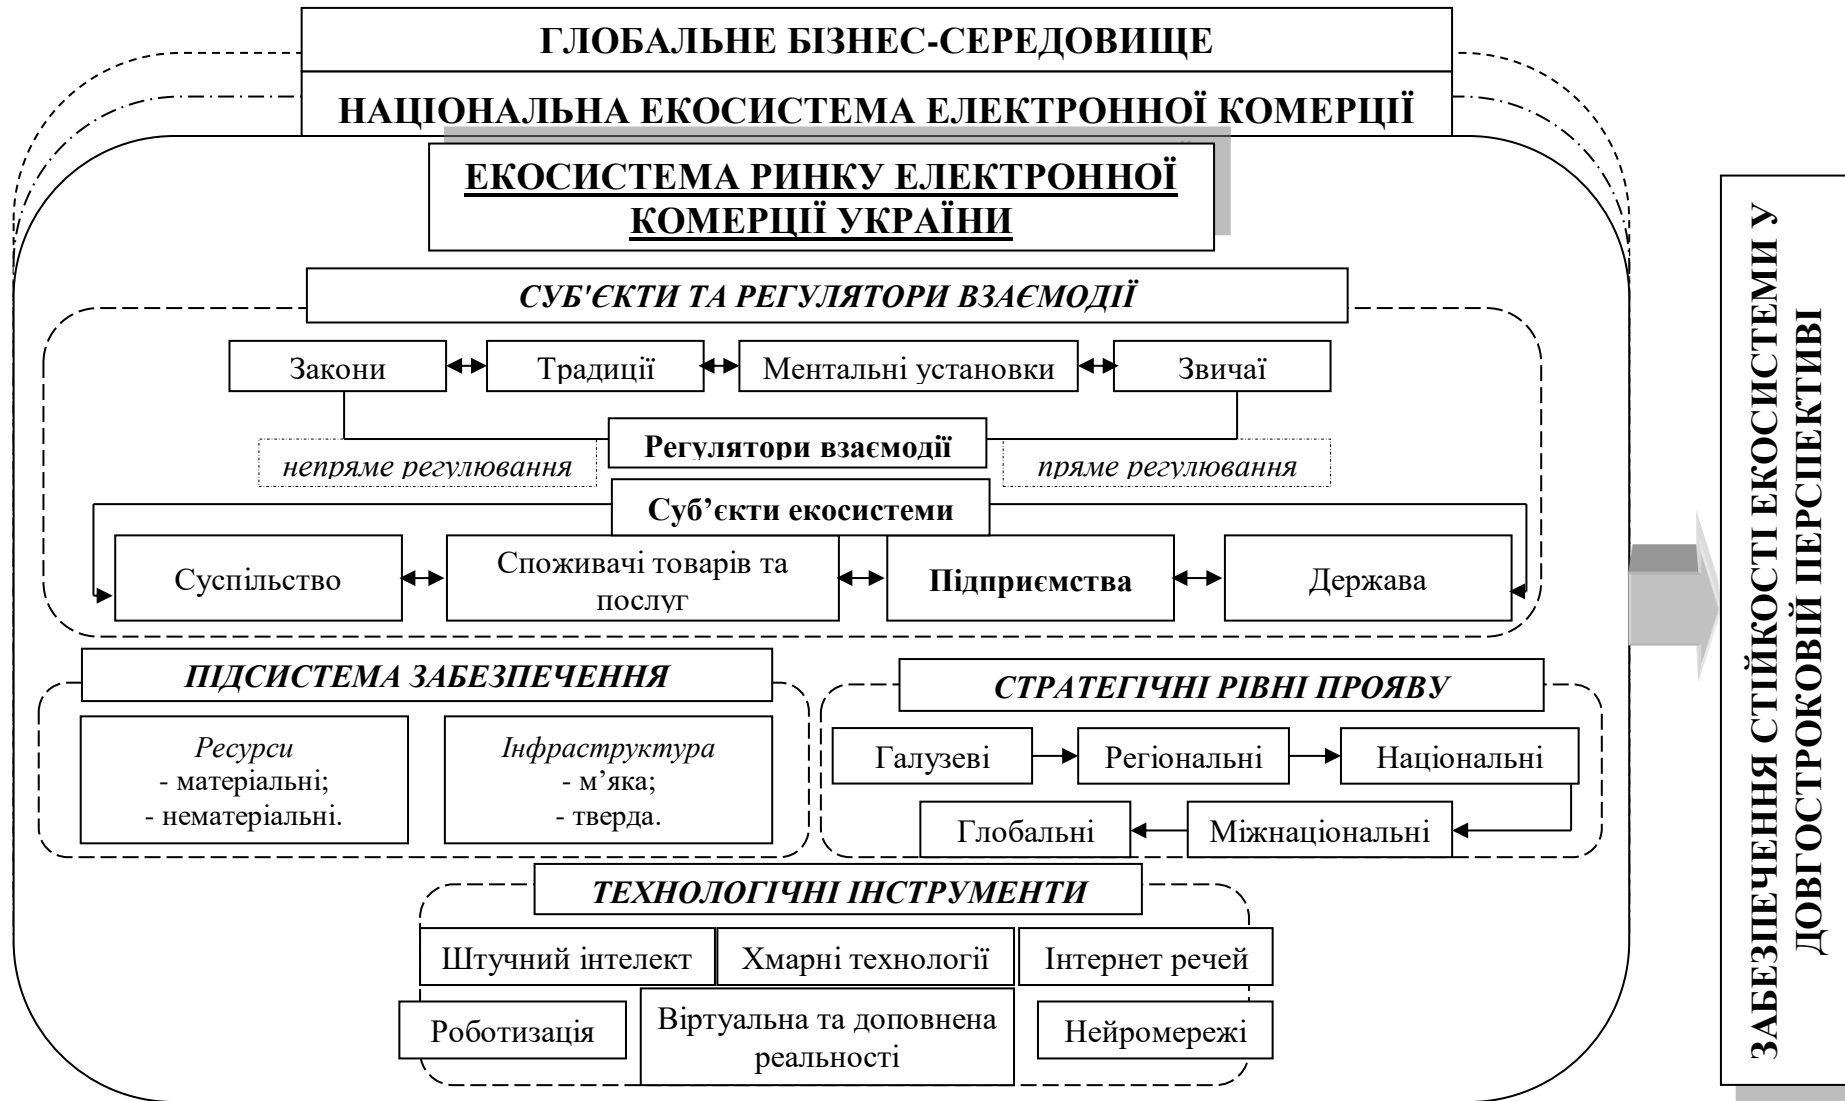 ГЛОБАЛЬНЕ БІЗНЕС-СЕРЕДОВИЩЕ
НАЦІОНАЛЬНА ЕКОСИСТЕМА ЕЛЕКТРОННОЇ КОМЕРЦІЇ
ЕКОСИСТЕМА РИНКУ ЕЛЕКТРОННОЇ
КОМЕРЦІЇ УКРАЇНИ
СУБ'ЄКТИ ТА РЕГУЛЯТОРИ ВЗАЄМОДІЇ
Закони
Традиції
Ментальні установки
Звичаї
Регулятори взаємодії
непряме регулювання
пряме регулювання
Суб’єкти екосистеми
Суспільство
Споживачі товарів та
послуг
Підприємства
Держава
ПІДСИСТЕМА ЗАБЕЗПЕЧЕННЯ
Ресурси
- матеріальні;
- нематеріальні.
Інфраструктура
- м’яка;
- тверда.
СТРАТЕГІЧНІ РІВНІ ПРОЯВУ
Галузеві
Регіональні
Національні
Глобальні
Міжнаціональні
ТЕХНОЛОГІЧНІ ІНСТРУМЕНТИ
Штучний інтелект
Хмарні технології
Інтернет речей
Роботизація
Віртуальна та доповнена
реальності
Нейромережі
ЗАБЕЗПЕЧЕННЯ СТІЙКОСТІ ЕКОСИСТЕМИ У
ДОВГОСТРОКОВІЙ ПЕРСПЕКТИВІ